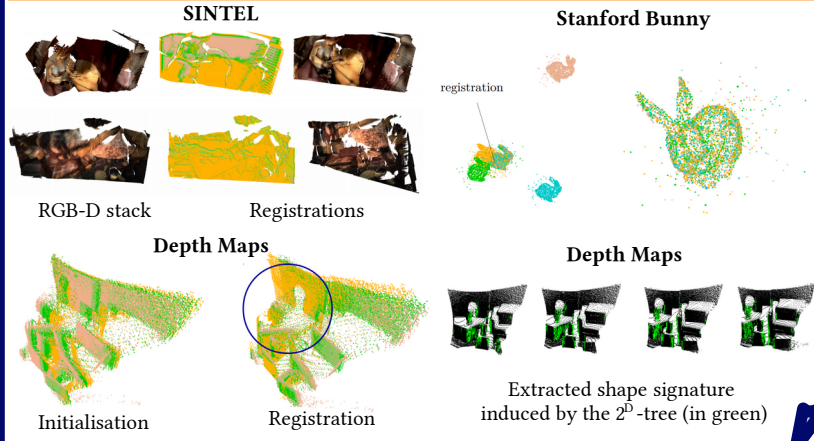 SINTEL
RGB-D stack
Registrations
Stanford Bunny
registration
Depth Maps
Initialisation
Registration
Depth Maps
Extracted shape signature
induced by the 2ᴰ-tree (in green)